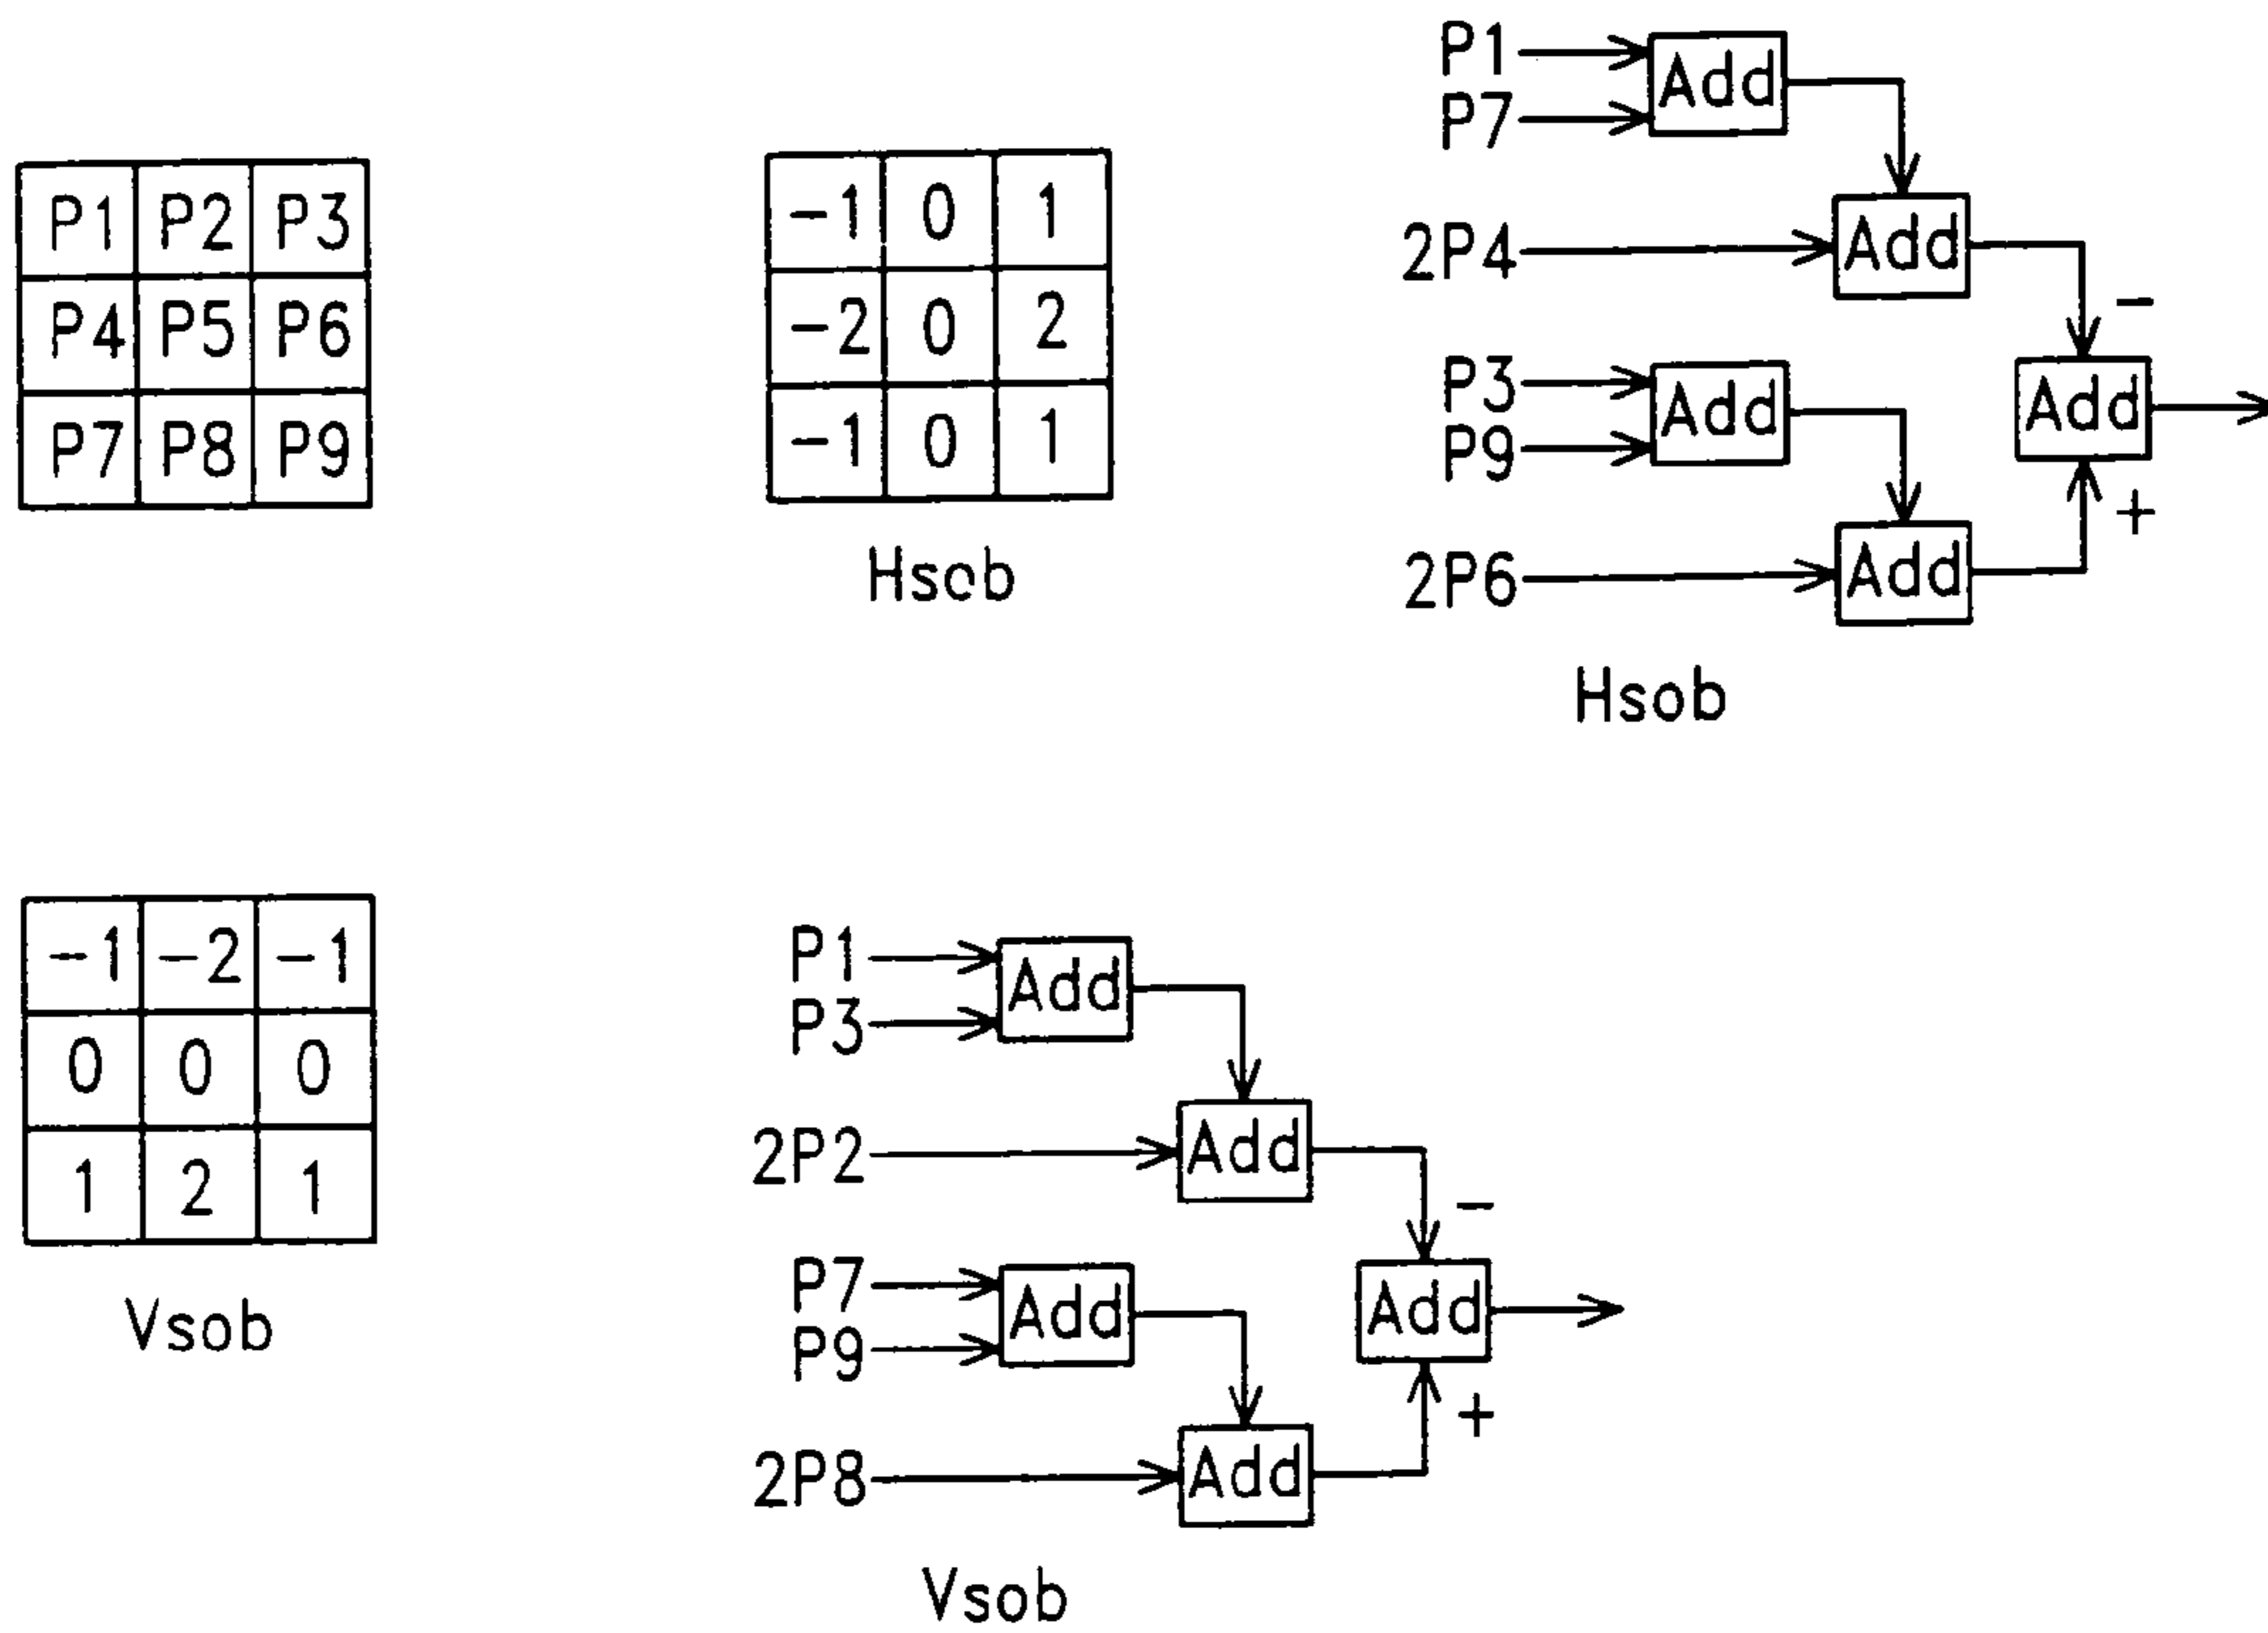 P1 P2 P3
P4 P5 P6
P7 P8 P9
-1 0 1
-2 0 2
-1 0 1
Hsob
P1
P7
Add
2P4
Add
-
P3
P9
Add
Add
+
2P6
Add
Hsob
-1 -2 -1
0 0 0
1 2 1
Vsob
P1
P3
Add
2P2
Add
-
P7
P9
Add
Add
+
2P8
Add
Vsob